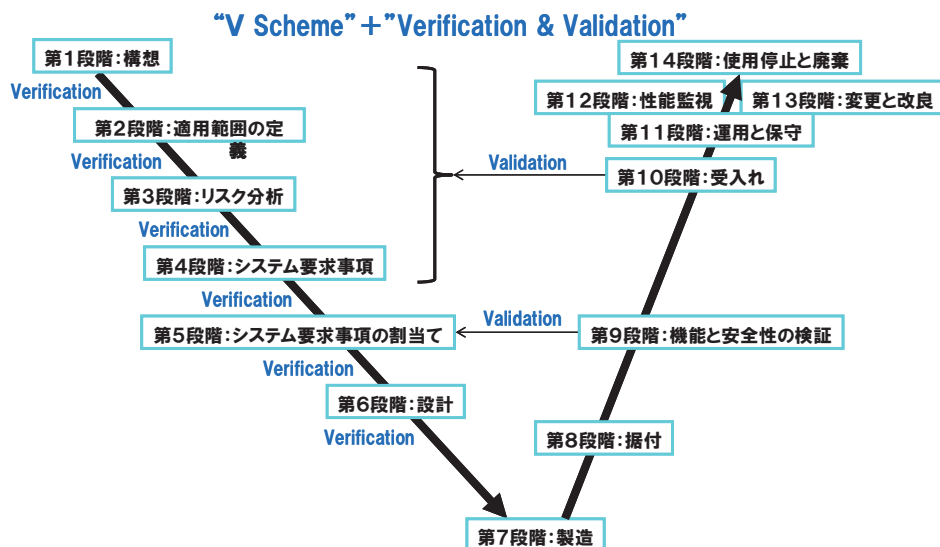 “V Scheme”＋”Verification & Validation”
第1段階：構想
Verification
第2段階：適用範囲の定
義
Verification
第3段階：リスク分析
Verification
第4段階：システム要求事項
Verification
第5段階：システム要求事項の割当て
Verification
第6段階：設計
Verification
第7段階：製造
第8段階：据付
第9段階：機能と安全性の検証
Validation
第10段階：受入れ
Validation
第11段階：運用と保守
第12段階：性能監視
第13段階：変更と改良
第14段階：使用停止と廃棄